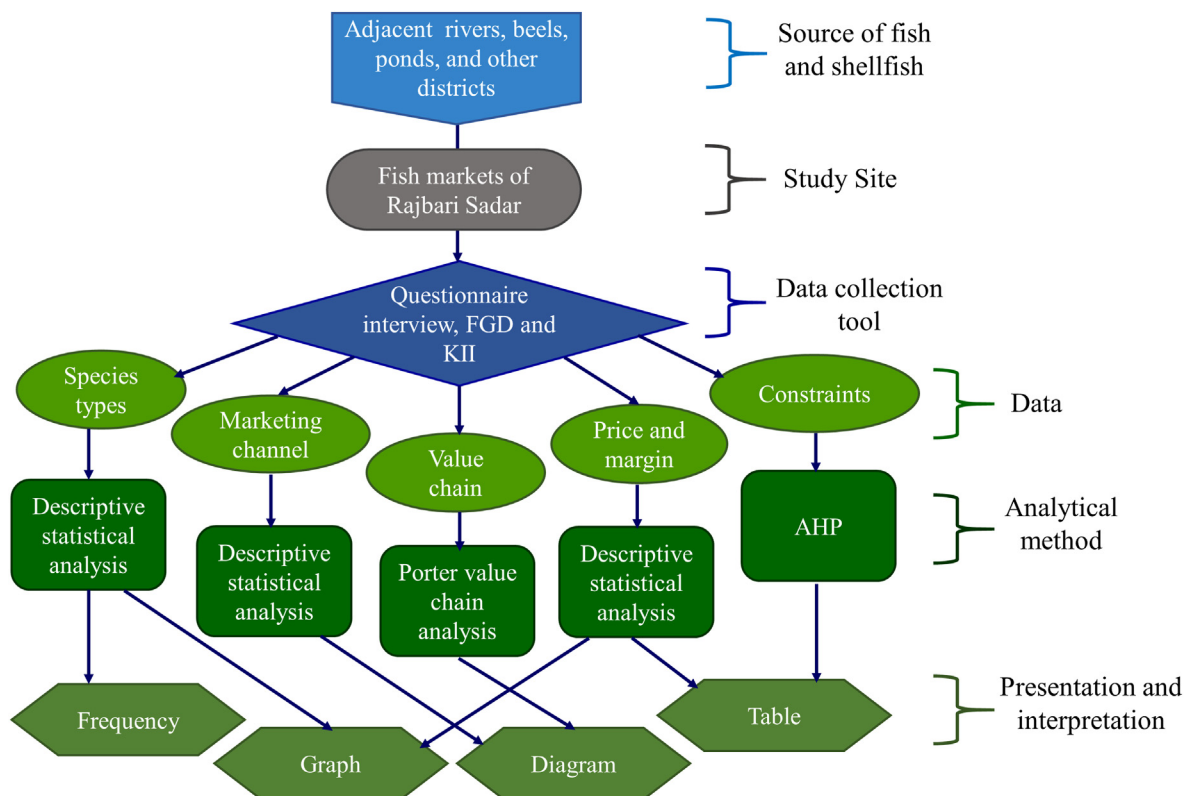 Adjacent rivers, beels,
ponds, and other
districts
Source of fish
and shellfish
Fish markets of
Rajbari Sadar
Study Site
Questionnaire
interview, FGD and
KII
Data collection
tool
Species
types
Marketing
channel
Value
chain
Price and
margin
Constraints
Data
Descriptive
statistical
analysis
Descriptive
statistical
analysis
Porter value
chain
analysis
Descriptive
statistical
analysis
AHP
Analytical
method
Frequency
Graph
Diagram
Table
Presentation and
interpretation